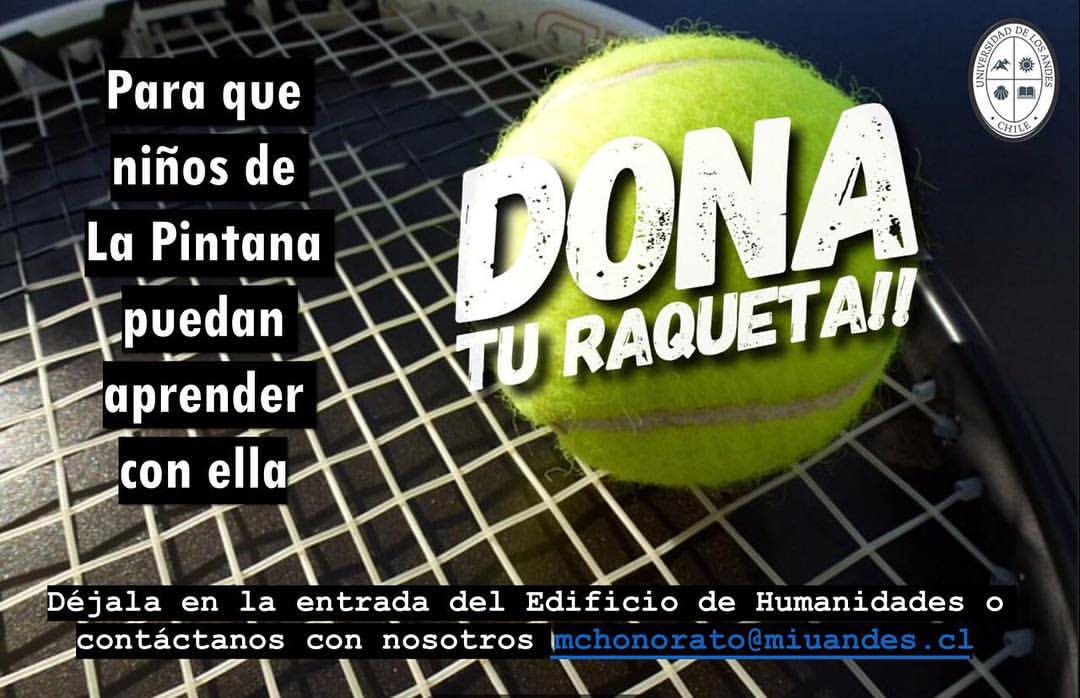 Para que
niños de
La Pintana
puedan
aprender
con ella
DONA
TU RAQUETA!!
UNIVERSIDAD DE LOS ANDES
· CHILE ·
Déjala en la entrada del Edificio de Humanidades o
contáctanos con nosotros mchonorato@miuandes.cl